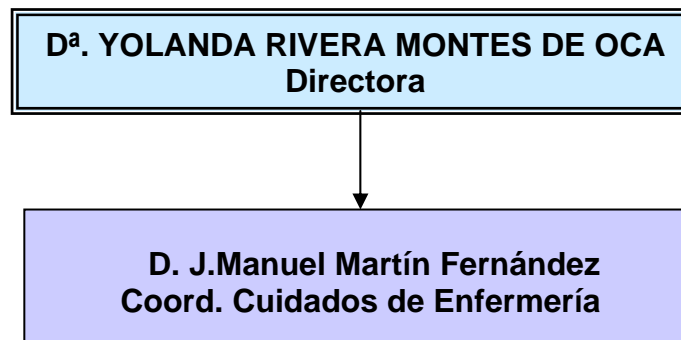 Dª. YOLANDA RIVERA MONTES DE OCA
Directora
D. J.Manuel Martín Fernández
Coord. Cuidados de Enfermería